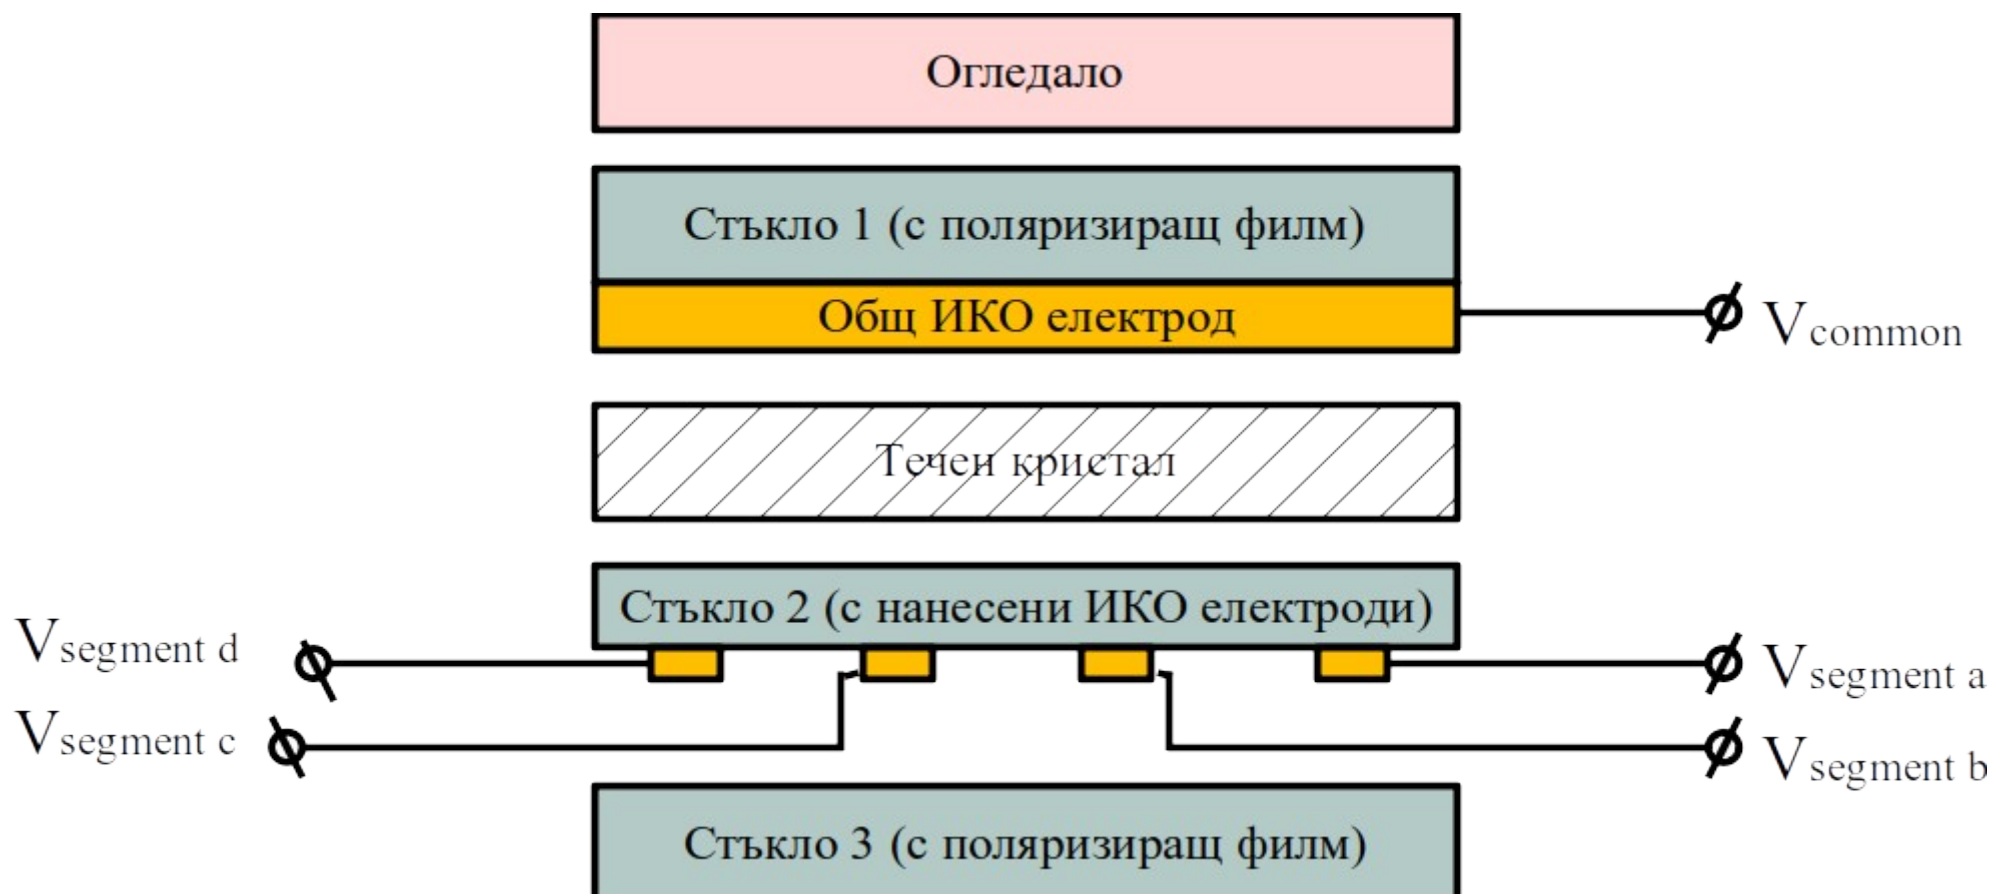 Огледало
Стъкло 1 (с поляризиращ филм)
Общ ИКО електрод
Vcommon
Течен кристал
Стъкло 2 (с нанесени ИКО електроди)
Vsegment d
Vsegment a
Vsegment c
Vsegment b
Стъкло 3 (с поляризиращ филм)